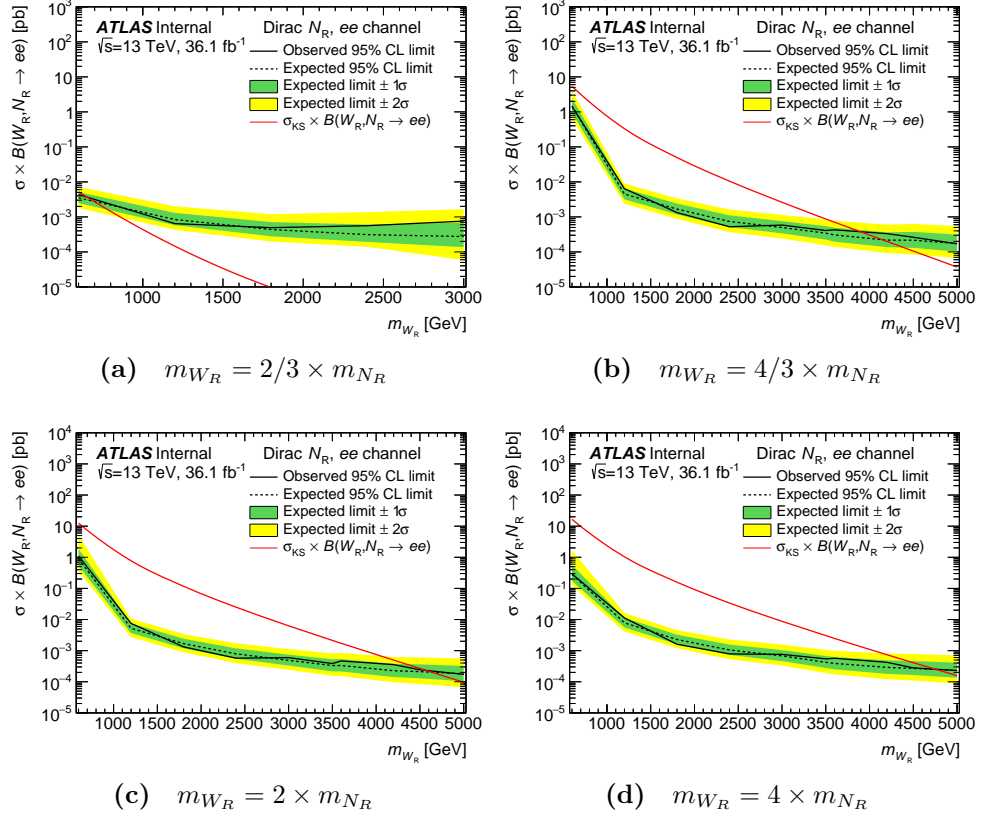 σ × B(W_R,N_R → ee) [pb]
10⁴
10³
10²
10
1
10⁻¹
10⁻²
10⁻³
10⁻⁴
10⁻⁵
ATLAS Internal
√s=13 TeV, 36.1 fb⁻¹
Dirac N_R, ee channel
Observed 95% CL limit
Expected 95% CL limit
Expected limit ± 1σ
Expected limit ± 2σ
σ_KS × B(W_R,N_R → ee)
1000 1500 2000 2500 3000
m_W_R [GeV]
(a) m_W_R = 2/3 × m_N_R
σ × B(W_R,N_R → ee) [pb]
10³
10²
10
1
10⁻¹
10⁻²
10⁻³
10⁻⁴
10⁻⁵
ATLAS Internal
√s=13 TeV, 36.1 fb⁻¹
Dirac N_R, ee channel
Observed 95% CL limit
Expected 95% CL limit
Expected limit ± 1σ
Expected limit ± 2σ
σ_KS × B(W_R,N_R → ee)
1000 1500 2000 2500 3000 3500 4000 4500 5000
m_W_R [GeV]
(b) m_W_R = 4/3 × m_N_R
σ × B(W_R,N_R → ee) [pb]
10⁴
10³
10²
10
1
10⁻¹
10⁻²
10⁻³
10⁻⁴
10⁻⁵
ATLAS Internal
√s=13 TeV, 36.1 fb⁻¹
Dirac N_R, ee channel
Observed 95% CL limit
Expected 95% CL limit
Expected limit ± 1σ
Expected limit ± 2σ
σ_KS × B(W_R,N_R → ee)
1000 1500 2000 2500 3000 3500 4000 4500 5000
m_W_R [GeV]
(c) m_W_R = 2 × m_N_R
σ × B(W_R,N_R → ee) [pb]
10⁴
10³
10²
10
1
10⁻¹
10⁻²
10⁻³
10⁻⁴
10⁻⁵
ATLAS Internal
√s=13 TeV, 36.1 fb⁻¹
Dirac N_R, ee channel
Observed 95% CL limit
Expected 95% CL limit
Expected limit ± 1σ
Expected limit ± 2σ
σ_KS × B(W_R,N_R → ee)
1000 1500 2000 2500 3000 3500 4000 4500 5000
m_W_R [GeV]
(d) m_W_R = 4 × m_N_R